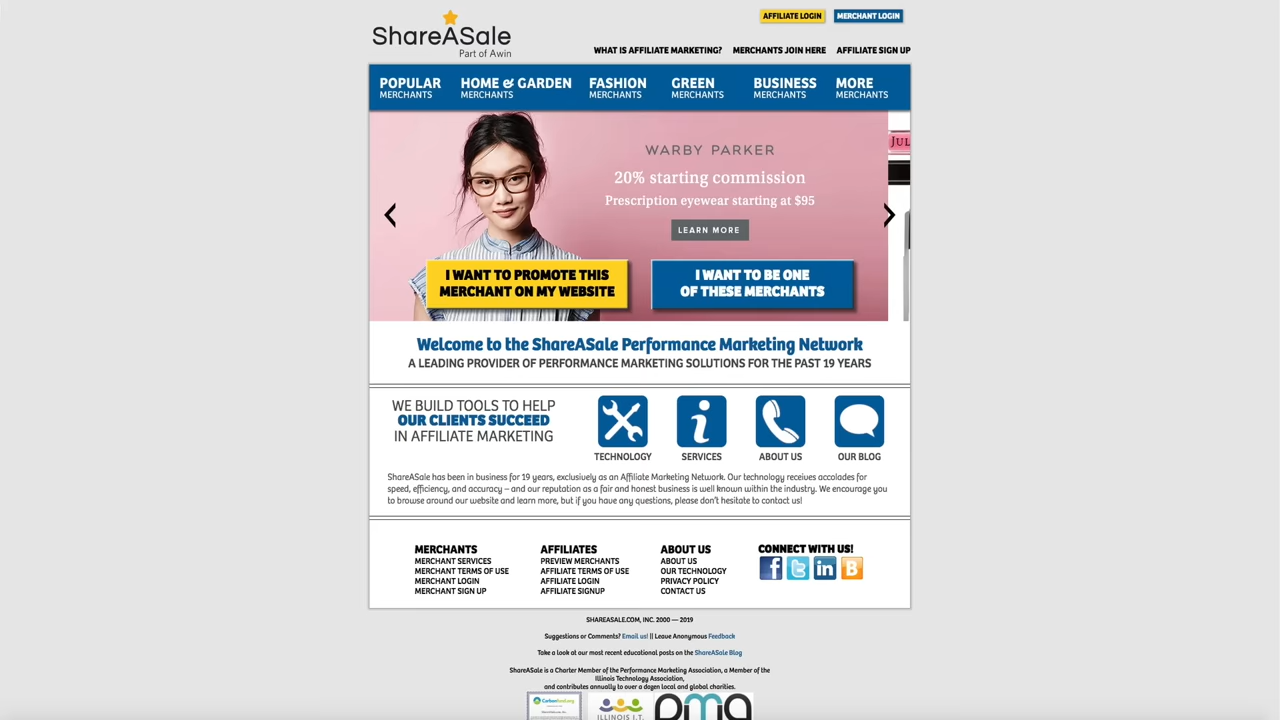 ShareASale
Part of Awin
AFFILIATE LOGIN
MERCHANT LOGIN
WHAT IS AFFILIATE MARKETING?
MERCHANTS JOIN HERE
AFFILIATE SIGN UP
POPULAR
MERCHANTS
HOME & GARDEN
MERCHANTS
FASHION
MERCHANTS
GREEN
MERCHANTS
BUSINESS
MERCHANTS
MORE
MERCHANTS
WARBY PARKER
20% starting commission
Prescription eyewear starting at $95
LEARN MORE
JUL
I WANT TO PROMOTE THIS
MERCHANT ON MY WEBSITE
I WANT TO BE ONE
OF THESE MERCHANTS
Welcome to the ShareASale Performance Marketing Network
A LEADING PROVIDER OF PERFORMANCE MARKETING SOLUTIONS FOR THE PAST 19 YEARS
WE BUILD TOOLS TO HELP
OUR CLIENTS SUCCEED
IN AFFILIATE MARKETING
TECHNOLOGY
SERVICES
ABOUT US
OUR BLOG
ShareASale has been in business for 19 years, exclusively as an Affiliate Marketing Network. Our technology receives accolades for
speed, efficiency, and accuracy – and our reputation as a fair and honest business is well known within the industry. We encourage you
to browse around our website and learn more, but if you have any questions, please don't hesitate to contact us!
MERCHANTS
MERCHANT SERVICES
MERCHANT TERMS OF USE
MERCHANT LOGIN
MERCHANT SIGN UP
AFFILIATES
PREVIEW MERCHANTS
AFFILIATE TERMS OF USE
AFFILIATE LOGIN
AFFILIATE SIGNUP
ABOUT US
ABOUT US
OUR TECHNOLOGY
PRIVACY POLICY
CONTACT US
CONNECT WITH US!
SHAREASALE.COM, INC. 2000 — 2019
Suggestions or Comments? Email us! || Leave Anonymous Feedback
Take a look at our most recent educational posts on the ShareASale Blog
ShareASale is a Charter Member of the Performance Marketing Association, a Member of the
Illinois Technology Association,
and contributes annually to over a dozen local and global charities.
Carbonfund.org
ILLINOIS I.T.
pma